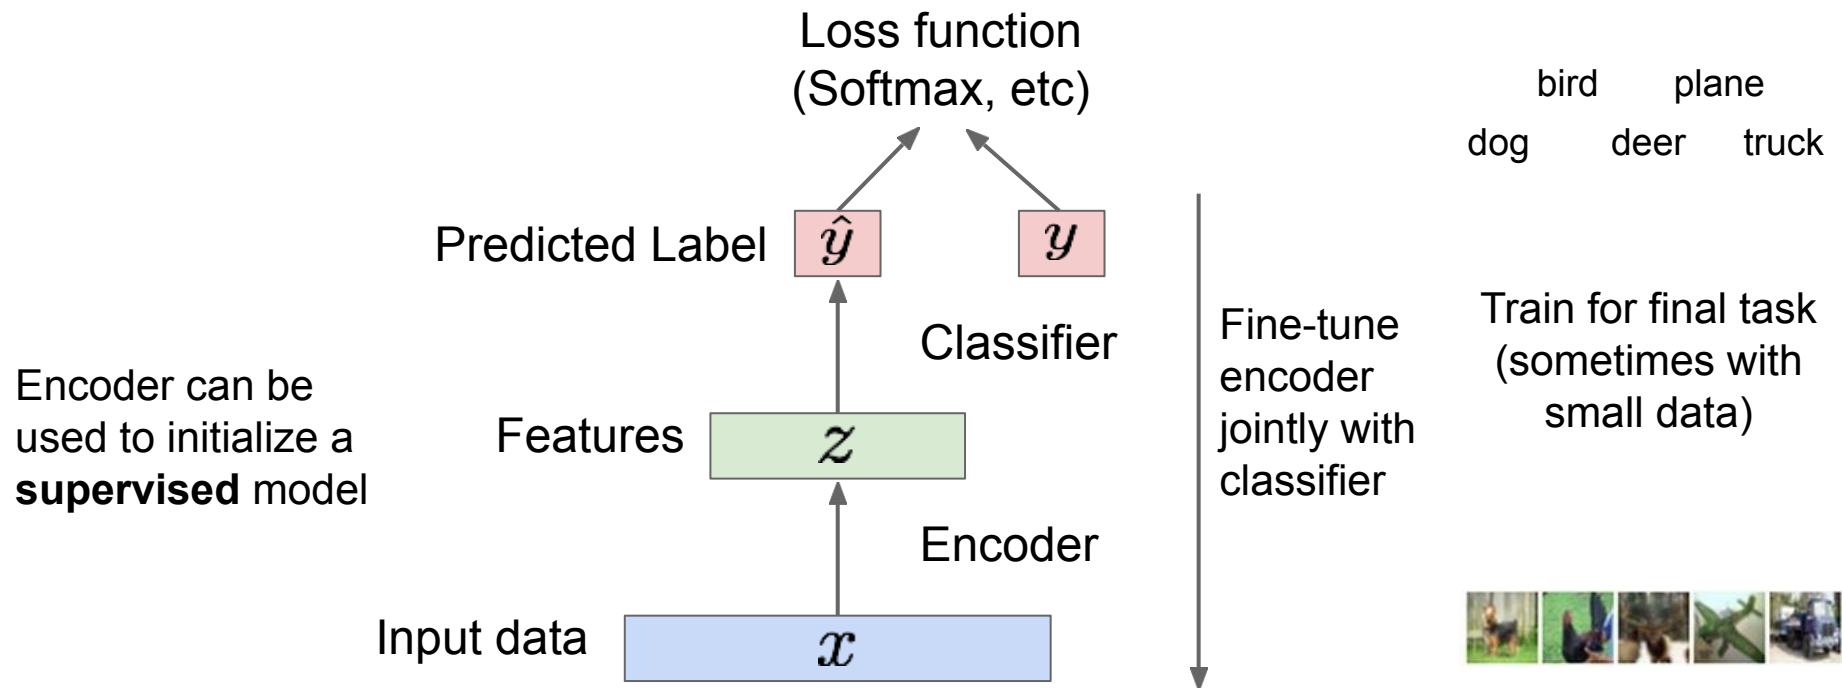 Loss function
(Softmax, etc)
bird plane
dog deer truck
Predicted Label
ŷ
y
Classifier
Fine-tune
encoder
jointly with
classifier
Train for final task
(sometimes with
small data)
Encoder can be
used to initialize a
supervised model
Features
z
Encoder
Input data
x